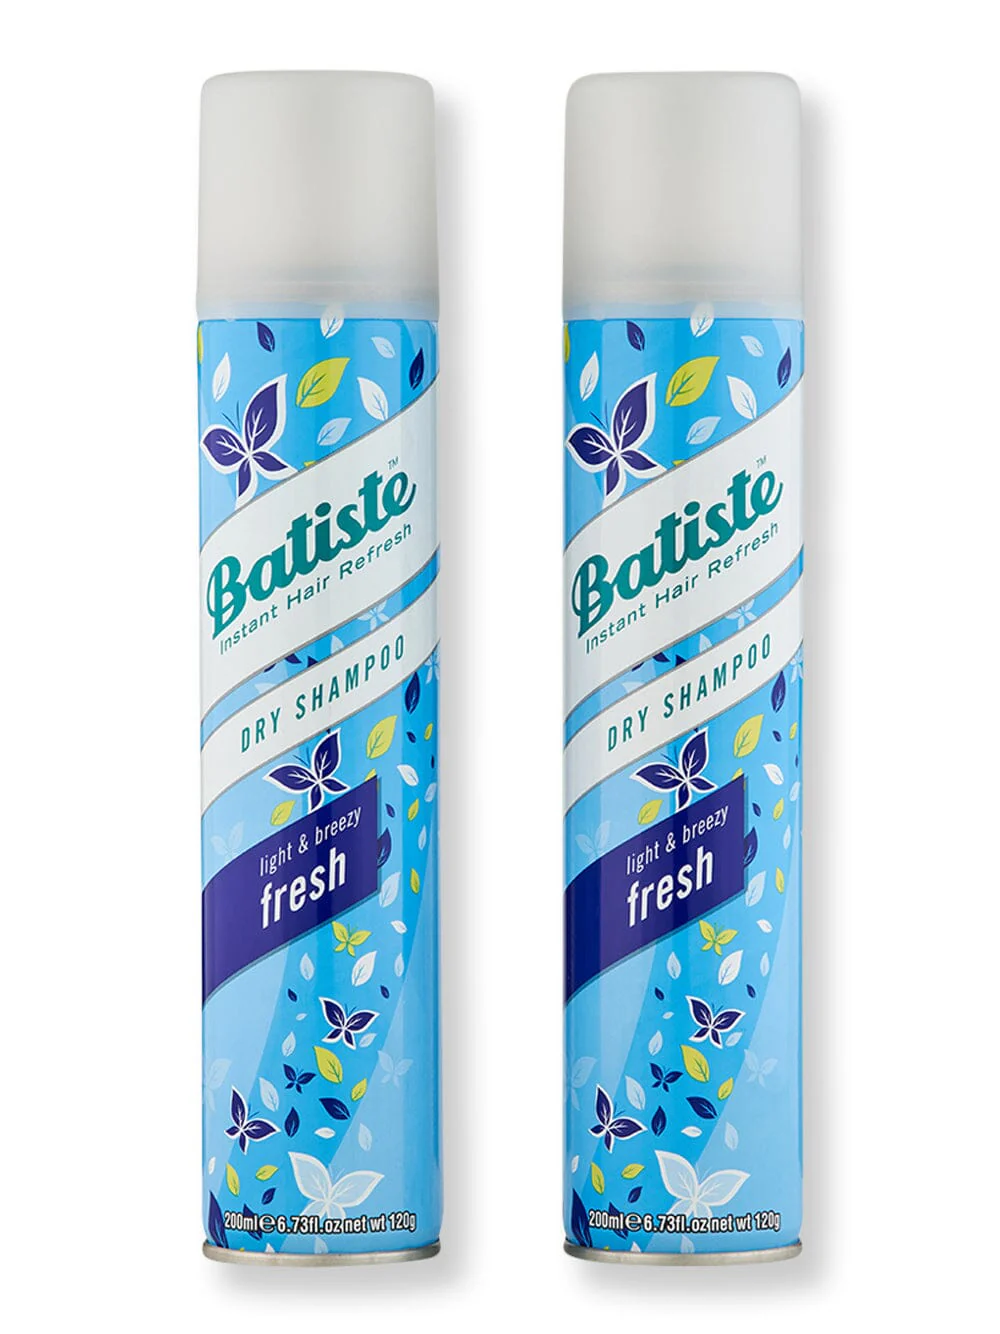 Batiste™
Instant Hair Refresh
DRY SHAMPOO
light & breezy
fresh
200ml℮6.73fl.oz net wt 120g
Batiste™
Instant Hair Refresh
DRY SHAMPOO
light & breezy
fresh
200ml℮6.73fl.oz net wt 120g